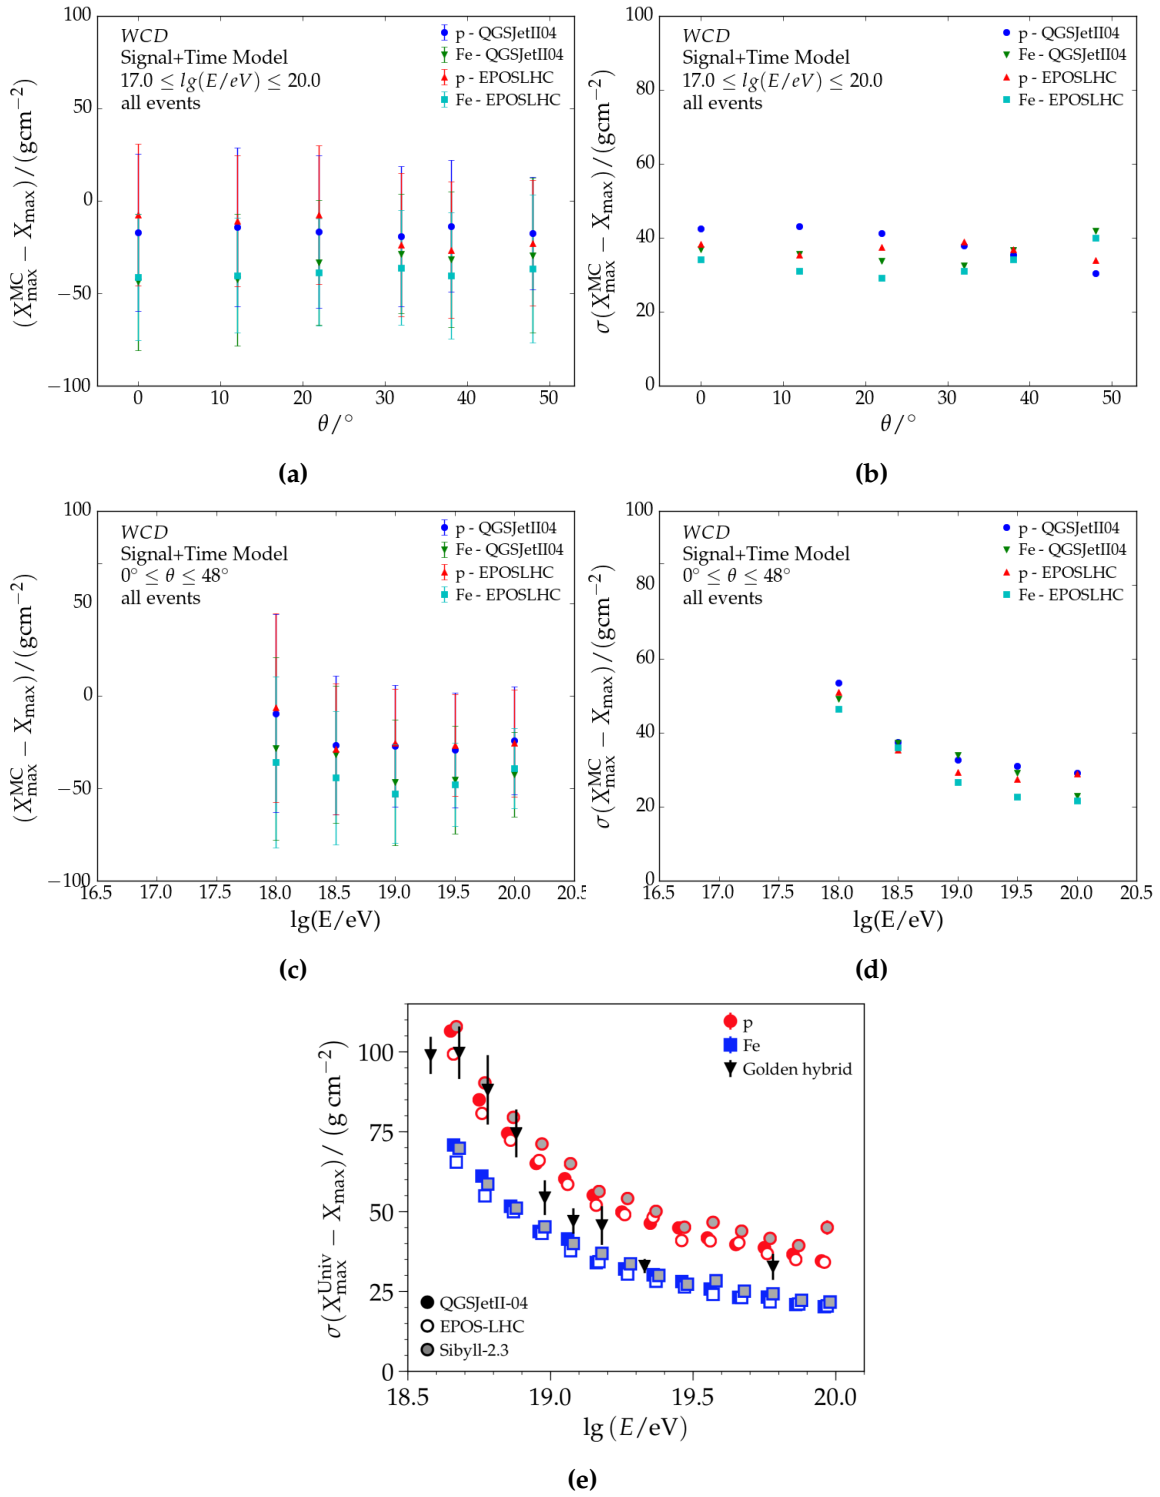 100
50
0
−50
−100
(X_max^MC − X_max)/(gcm^−2)
WCD
Signal+Time Model
17.0 ≤ lg(E/eV) ≤ 20.0
all events
p - QGSJetII04
Fe - QGSJetII04
p - EPOSLHC
Fe - EPOSLHC
0 10 20 30 40 50
θ/°
(a)
100
80
60
40
20
0
σ(X_max^MC − X_max)/(gcm^−2)
WCD
Signal+Time Model
17.0 ≤ lg(E/eV) ≤ 20.0
all events
p - QGSJetII04
Fe - QGSJetII04
p - EPOSLHC
Fe - EPOSLHC
0 10 20 30 40 50
θ/°
(b)
100
50
0
−50
−100
(X_max^MC − X_max)/(gcm^−2)
WCD
Signal+Time Model
0° ≤ θ ≤ 48°
all events
p - QGSJetII04
Fe - QGSJetII04
p - EPOSLHC
Fe - EPOSLHC
16.5 17.0 17.5 18.0 18.5 19.0 19.5 20.0 20.5
lg(E/eV)
(c)
100
80
60
40
20
0
σ(X_max^MC − X_max)/(gcm^−2)
WCD
Signal+Time Model
0° ≤ θ ≤ 48°
all events
p - QGSJetII04
Fe - QGSJetII04
p - EPOSLHC
Fe - EPOSLHC
16.5 17.0 17.5 18.0 18.5 19.0 19.5 20.0 20.5
lg(E/eV)
(d)
100
75
50
25
0
σ(X_max^Univ − X_max)/(g cm^−2)
p
Fe
Golden hybrid
QGSJetII-04
EPOS-LHC
Sibyll-2.3
18.5 19.0 19.5 20.0
lg (E/eV)
(e)